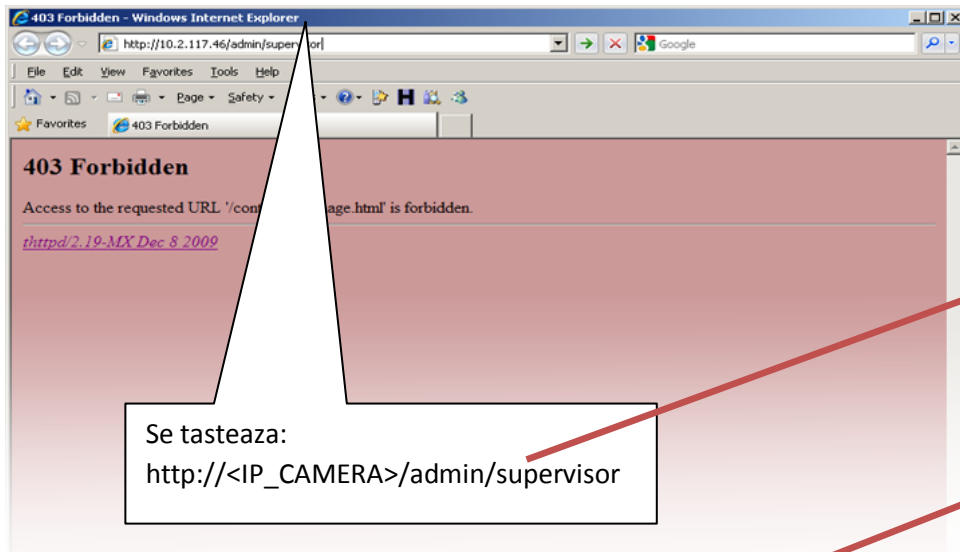 403 Forbidden - Windows Internet Explorer
http://10.2.117.46/admin/supervisor
Google
File Edit View Favorites Tools Help
Page Safety
Favorites 403 Forbidden
403 Forbidden
Access to the requested URL '/con age.html' is forbidden.
thttpd/2.19-MX Dec 8 2009
Se tasteaza:
http://<IP_CAMERA>/admin/supervisor